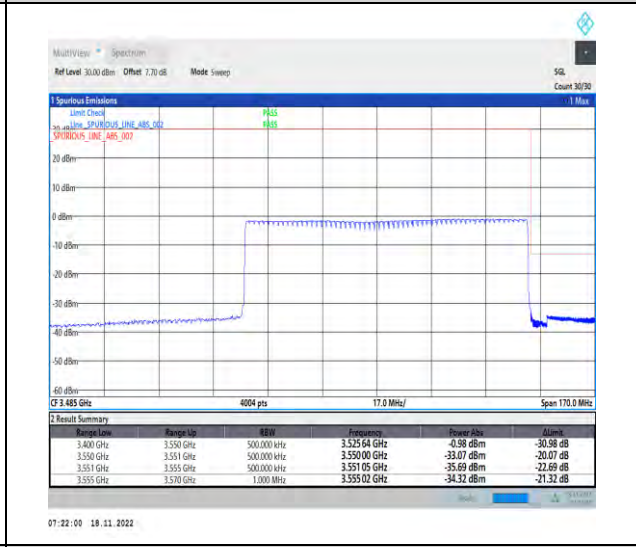 MultiView Spectrum
Ref Level 30.00 dBm Offset 7.70 dB Mode Sweep SGL
Count 30/30
1 Spurious Emissions 1 Max
Limit Check PASS
Line _SPURIOUS_LINE_ABS_002 PASS
_SPURIOUS_LINE_ABS_002
20 dBm
10 dBm
0 dBm
-10 dBm
-20 dBm
-30 dBm
-40 dBm
-50 dBm
-60 dBm
CF 3.485 GHz 4004 pts 17.0 MHz/ Span 170.0 MHz
2 Result Summary
Range Low Range Up RBW Frequency Power Abs ΔLimit
3.400 GHz 3.550 GHz 500.000 kHz 3.525 64 GHz -0.98 dBm -30.98 dB
3.550 GHz 3.551 GHz 500.000 kHz 3.550 00 GHz -33.07 dBm -20.07 dB
3.551 GHz 3.555 GHz 500.000 kHz 3.551 05 GHz -35.69 dBm -22.69 dB
3.555 GHz 3.570 GHz 1.000 MHz 3.555 02 GHz -34.32 dBm -21.32 dB
07:22:00 18.11.2022